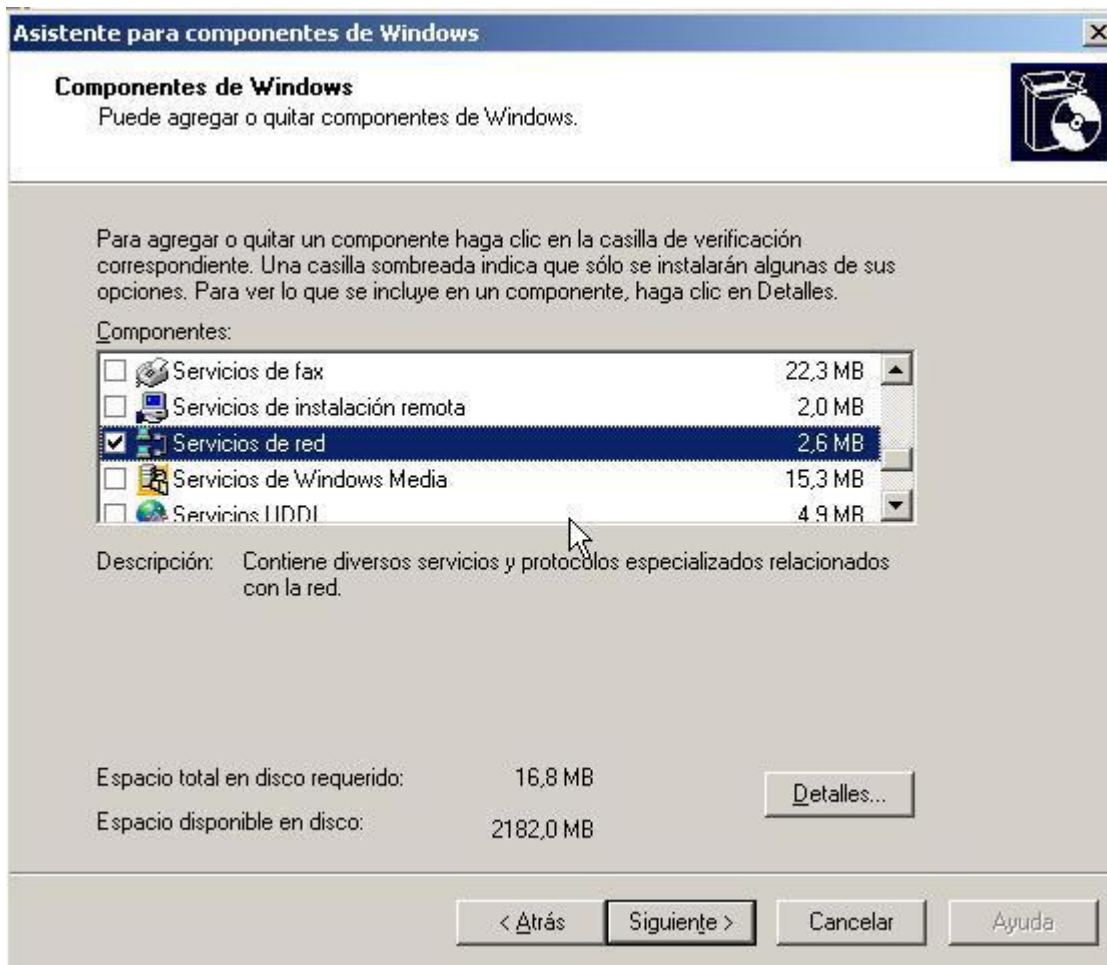 Asistente para componentes de Windows
Componentes de Windows
Puede agregar o quitar componentes de Windows.
Para agregar o quitar un componente haga clic en la casilla de verificación
correspondiente. Una casilla sombreada indica que sólo se instalarán algunas de sus
opciones. Para ver lo que se incluye en un componente, haga clic en Detalles.
Componentes:
Servicios de fax 22,3 MB
Servicios de instalación remota 2,0 MB
Servicios de red 2,6 MB
Servicios de Windows Media 15,3 MB
Servicios UDDI 4,9 MB
Descripción: Contiene diversos servicios y protocolos especializados relacionados
con la red.
Espacio total en disco requerido: 16,8 MB
Detalles...
Espacio disponible en disco: 2182,0 MB
< Atrás Siguiente > Cancelar Ayuda